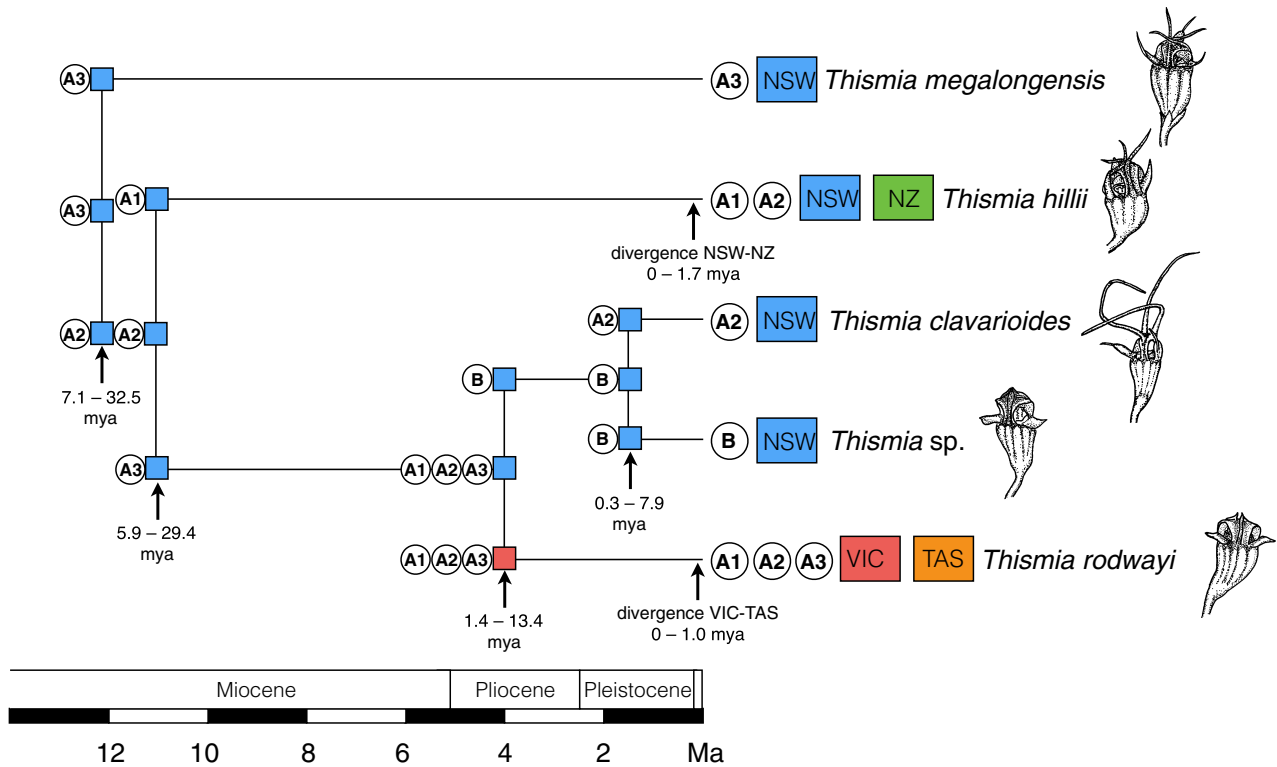 A3 A3 NSW Thismia megalongensis
A3 A1 A1 A2 NSW NZ Thismia hillii
divergence NSW-NZ
0 – 1.7 mya
A2 A2 A2 A2 NSW Thismia clavarioides
7.1 – 32.5
mya
B B
B B NSW Thismia sp.
A3 A1 A2 A3
0.3 – 7.9
mya
5.9 – 29.4
mya
A1 A2 A3 A1 A2 A3 VIC TAS Thismia rodwayi
1.4 – 13.4
mya
divergence VIC-TAS
0 – 1.0 mya
Miocene Pliocene Pleistocene
12 10 8 6 4 2 Ma